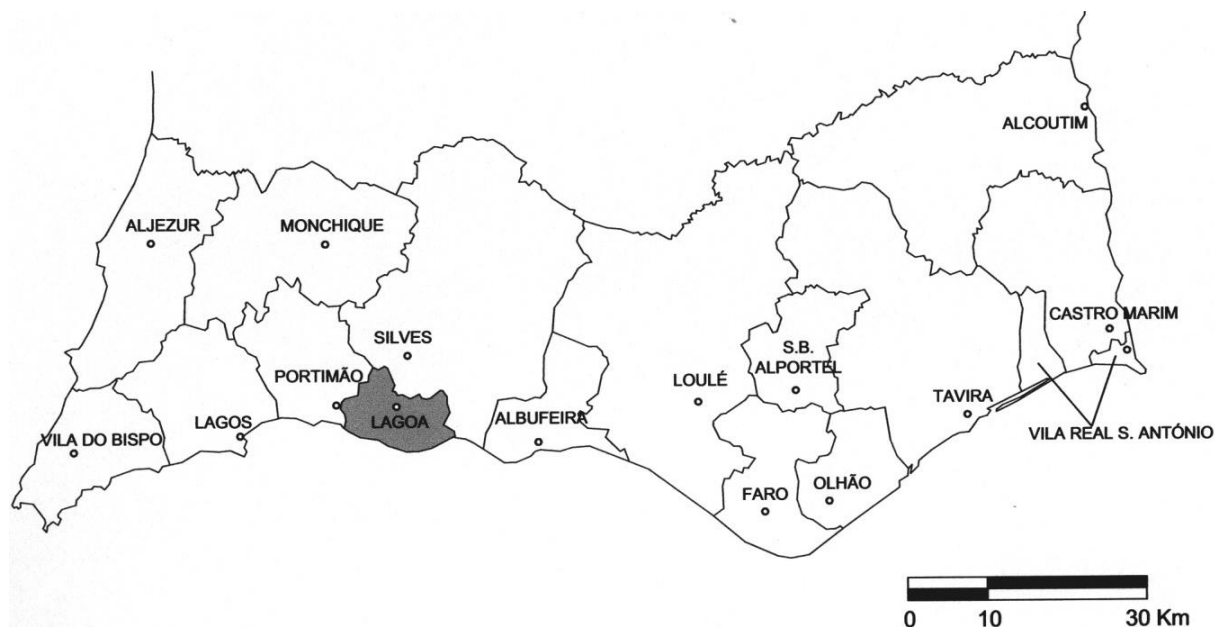 ALCOUTIM
ALJEZUR
MONCHIQUE
CASTRO MARIM
SILVES
S.B.
ALPORTEL
PORTIMÃO
LOULÉ
TAVIRA
LAGOS
LAGOA
ALBUFEIRA
VILA DO BISPO
VILA REAL S. ANTÓNIO
FARO
OLHÃO
0 10 30 Km